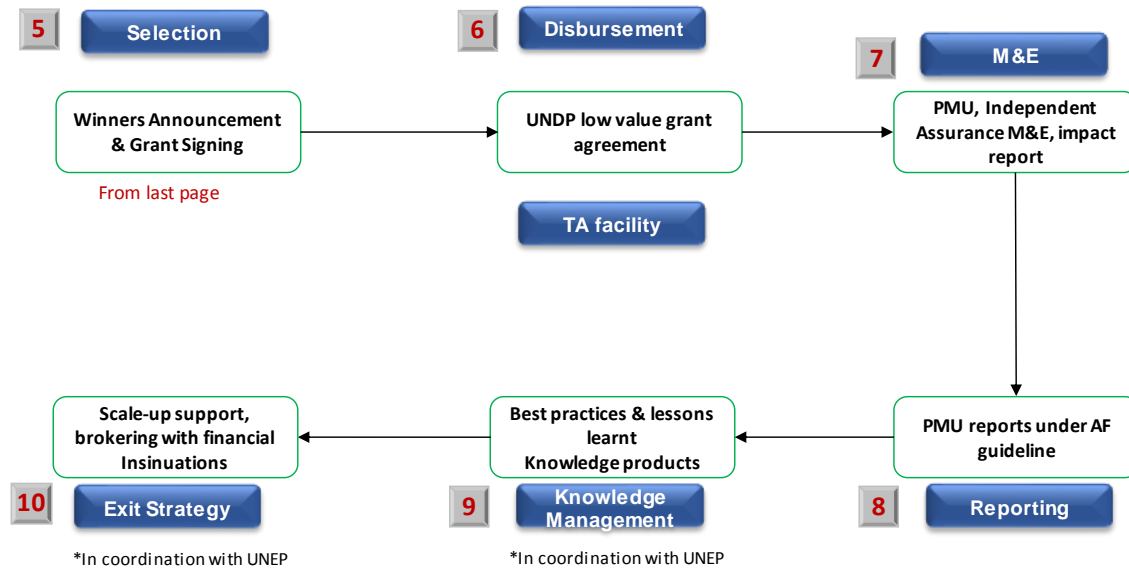 5
Selection
6
Disbursement
7
M&E
Winners Announcement
& Grant Signing
UNDP low value grant
agreement
PMU, Independent
Assurance M&E, impact
report
From last page
TA facility
Scale-up support,
brokering with financial
Insinuations
Best practices & lessons
learnt
Knowledge products
PMU reports under AF
guideline
10
Exit Strategy
9
Knowledge
Management
8
Reporting
*In coordination with UNEP
*In coordination with UNEP